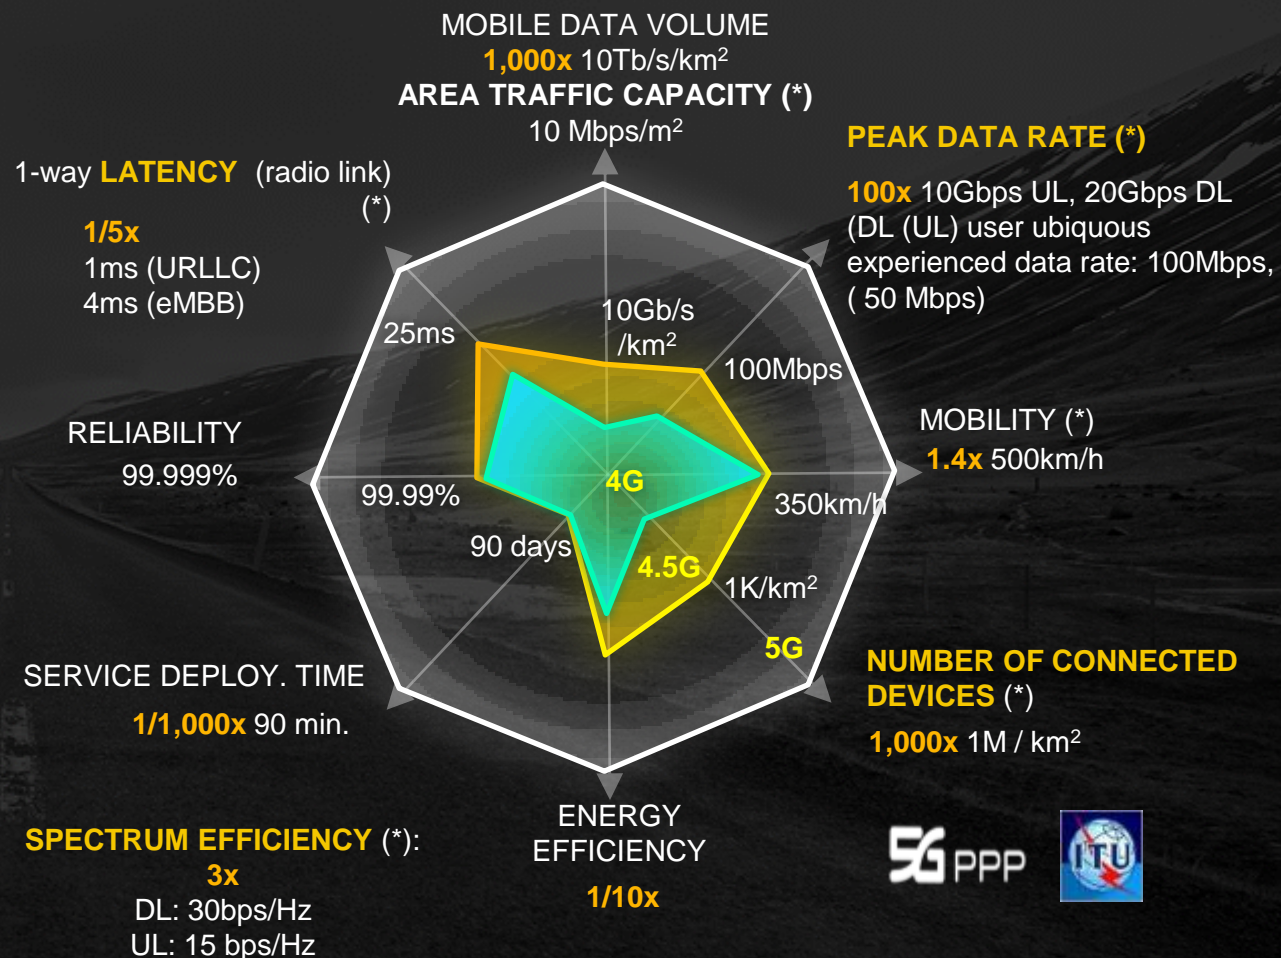 MOBILE DATA VOLUME
1,000x 10Tb/s/km²
AREA TRAFFIC CAPACITY (*)
10 Mbps/m²
PEAK DATA RATE (*)
100x 10Gbps UL, 20Gbps DL
(DL (UL) user ubiquous
experienced data rate: 100Mbps,
( 50 Mbps)
1-way LATENCY (radio link)
(*)
1/5x
1ms (URLLC)
4ms (eMBB)
25ms
10Gb/s
/km²
100Mbps
MOBILITY (*)
1.4x 500km/h
RELIABILITY
99.999%
99.99%
4G
350km/h
90 days
4.5G
1K/km²
5G
SERVICE DEPLOY. TIME
1/1,000x 90 min.
NUMBER OF CONNECTED
DEVICES (*)
1,000x 1M / km²
ENERGY
EFFICIENCY
1/10x
SPECTRUM EFFICIENCY (*):
3x
DL: 30bps/Hz
UL: 15 bps/Hz
5G PPP
ITU